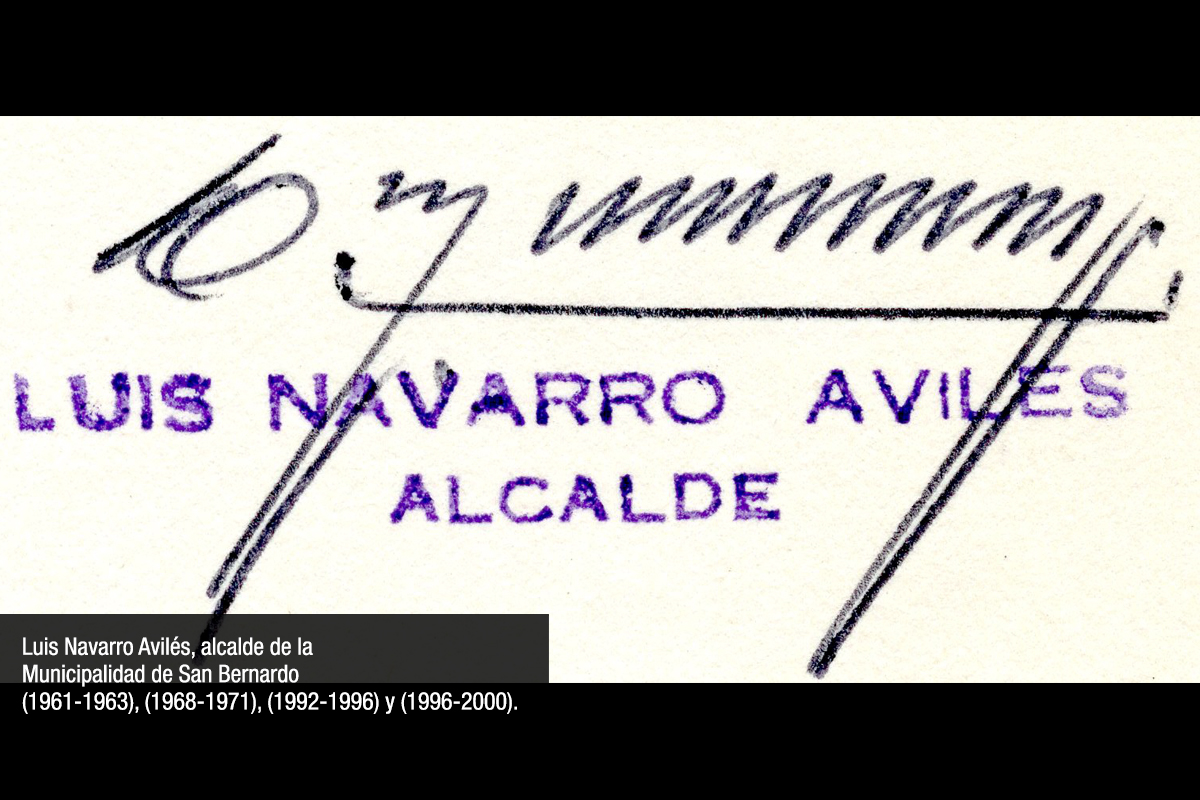 LUIS NAVARRO AVILES
ALCALDE
Luis Navarro Avilés, alcalde de la
Municipalidad de San Bernardo
(1961-1963), (1968-1971), (1992-1996) y (1996-2000).